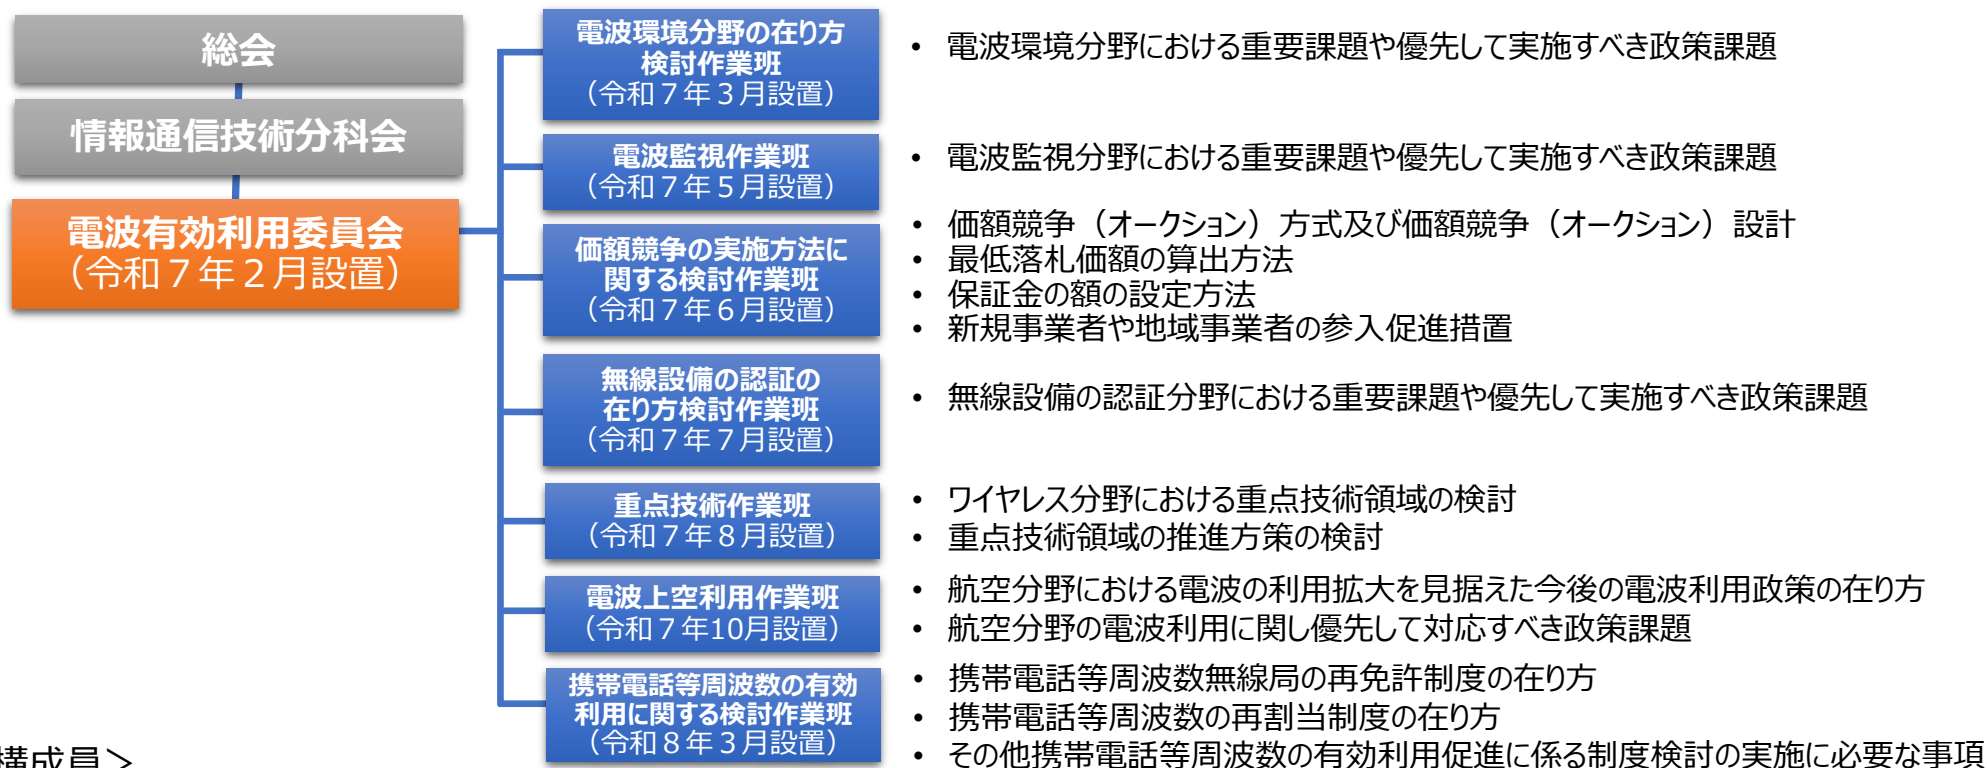 総会
情報通信技術分科会
電波有効利用委員会
（令和７年２月設置）
電波環境分野の在り方
検討作業班
（令和７年３月設置）
• 電波環境分野における重要課題や優先して実施すべき政策課題
電波監視作業班
（令和７年５月設置）
• 電波監視分野における重要課題や優先して実施すべき政策課題
価額競争の実施方法に
関する検討作業班
（令和７年６月設置）
• 価額競争（オークション）方式及び価額競争（オークション）設計
• 最低落札価額の算出方法
• 保証金の額の設定方法
• 新規事業者や地域事業者の参入促進措置
無線設備の認証の
在り方検討作業班
（令和７年７月設置）
• 無線設備の認証分野における重要課題や優先して実施すべき政策課題
重点技術作業班
（令和７年８月設置）
• ワイヤレス分野における重点技術領域の検討
• 重点技術領域の推進方策の検討
電波上空利用作業班
（令和７年10月設置）
• 航空分野における電波の利用拡大を見据えた今後の電波利用政策の在り方
• 航空分野の電波利用に関し優先して対応すべき政策課題
携帯電話等周波数の有効
利用に関する検討作業班
（令和８年３月設置）
• 携帯電話等周波数無線局の再免許制度の在り方
• 携帯電話等周波数の再割当制度の在り方
• その他携帯電話等周波数の有効利用促進に係る制度検討の実施に必要な事項
構成員＞